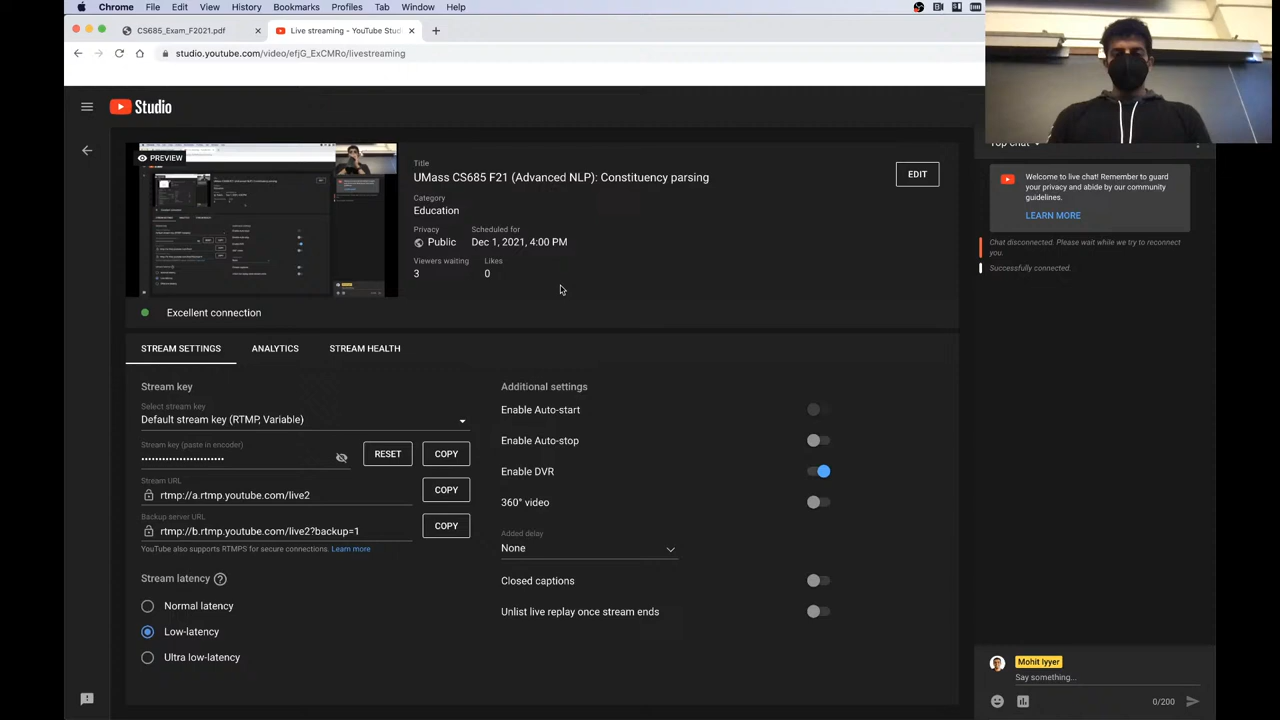 Chrome File Edit View History Bookmarks Profiles Tab Window Help
CS685_Exam_F2021.pdf
Live streaming - YouTube Stud
studio.youtube.com/video/efjG_ExCMRo/livestreaming
Studio
PREVIEW
Title
UMass CS685 F21 (Advanced NLP): Constituency parsing
EDIT
Category
Education
Privacy Scheduled for
Public Dec 1, 2021, 4:00 PM
Viewers waiting Likes
3 0
Excellent connection
STREAM SETTINGS ANALYTICS STREAM HEALTH
Stream key
Select stream key
Default stream key (RTMP, Variable)
Stream key (paste in encoder)
••••••••••••••••••••••••
RESET COPY
Stream URL
rtmp://a.rtmp.youtube.com/live2
COPY
Backup server URL
rtmp://b.rtmp.youtube.com/live2?backup=1
COPY
YouTube also supports RTMPS for secure connections. Learn more
Stream latency
Normal latency
Low-latency
Ultra low-latency
Additional settings
Enable Auto-start
Enable Auto-stop
Enable DVR
360° video
Added delay
None
Closed captions
Unlist live replay once stream ends
Top chat
Welcome to live chat! Remember to guard
your privacy and abide by our community
guidelines.
LEARN MORE
Chat disconnected. Please wait while we try to reconnect
you.
Successfully connected.
Mohit Iyyer
Say something...
0/200